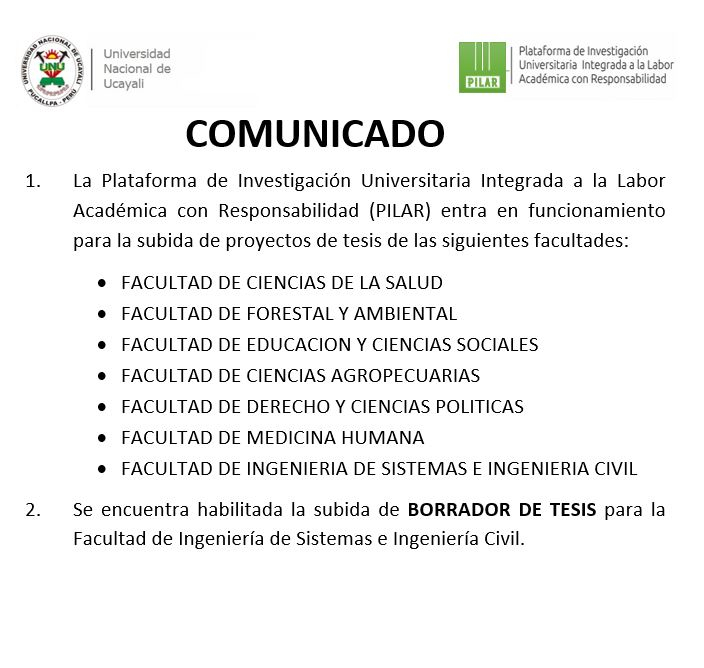 UNIVERSIDAD NACIONAL DE UCAYALI
UNU
PUCALLPA - PERU
Universidad
Nacional de
Ucayali
PILAR
Plataforma de Investigación
Universitaria Integrada a la Labor
Académica con Responsabilidad
COMUNICADO
1. La Plataforma de Investigación Universitaria Integrada a la Labor
Académica con Responsabilidad (PILAR) entra en funcionamiento
para la subida de proyectos de tesis de las siguientes facultades:
• FACULTAD DE CIENCIAS DE LA SALUD
• FACULTAD DE FORESTAL Y AMBIENTAL
• FACULTAD DE EDUCACION Y CIENCIAS SOCIALES
• FACULTAD DE CIENCIAS AGROPECUARIAS
• FACULTAD DE DERECHO Y CIENCIAS POLITICAS
• FACULTAD DE MEDICINA HUMANA
• FACULTAD DE INGENIERIA DE SISTEMAS E INGENIERIA CIVIL
2. Se encuentra habilitada la subida de BORRADOR DE TESIS para la
Facultad de Ingeniería de Sistemas e Ingeniería Civil.